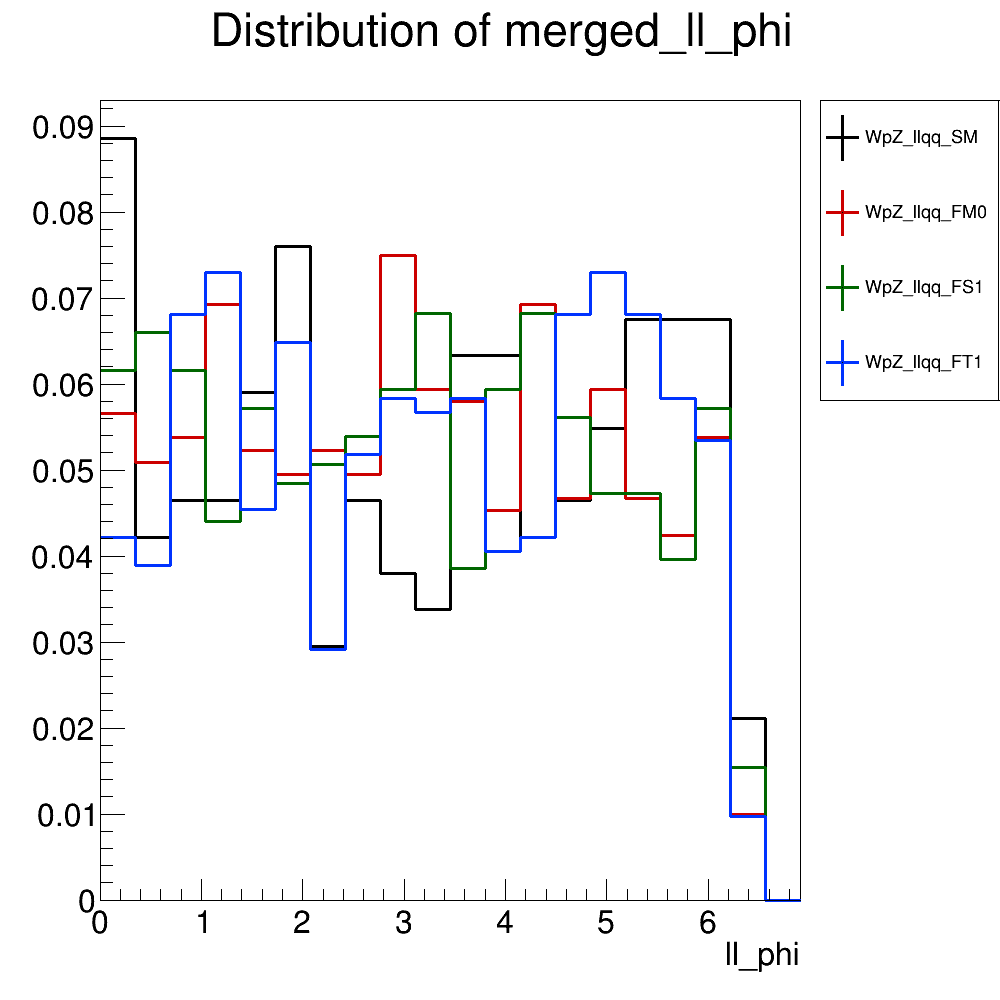 Distribution of merged_ll_phi
0.09
0.08
0.07
0.06
0.05
0.04
0.03
0.02
0.01
0
0 1 2 3 4 5 6
ll_phi
WpZ_llqq_SM
WpZ_llqq_FM0
WpZ_llqq_FS1
WpZ_llqq_FT1